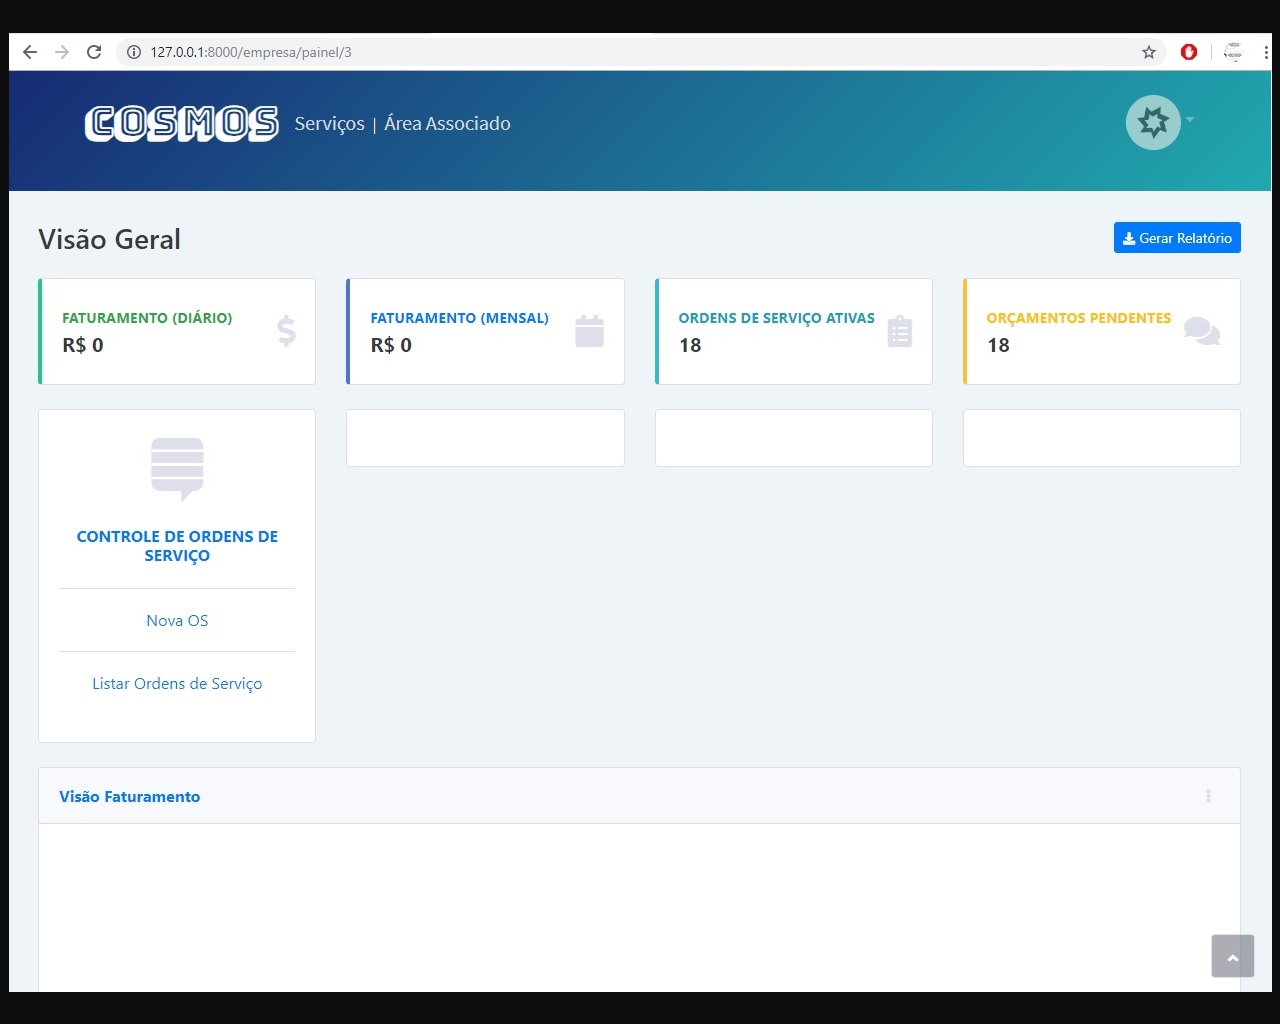 127.0.0.1:8000/empresa/painel/3
COSMOS Serviços | Área Associado
Visão Geral
Gerar Relatório
FATURAMENTO (DIÁRIO)
R$ 0
FATURAMENTO (MENSAL)
R$ 0
ORDENS DE SERVIÇO ATIVAS
18
ORÇAMENTOS PENDENTES
18
CONTROLE DE ORDENS DE
SERVIÇO
Nova OS
Listar Ordens de Serviço
Visão Faturamento